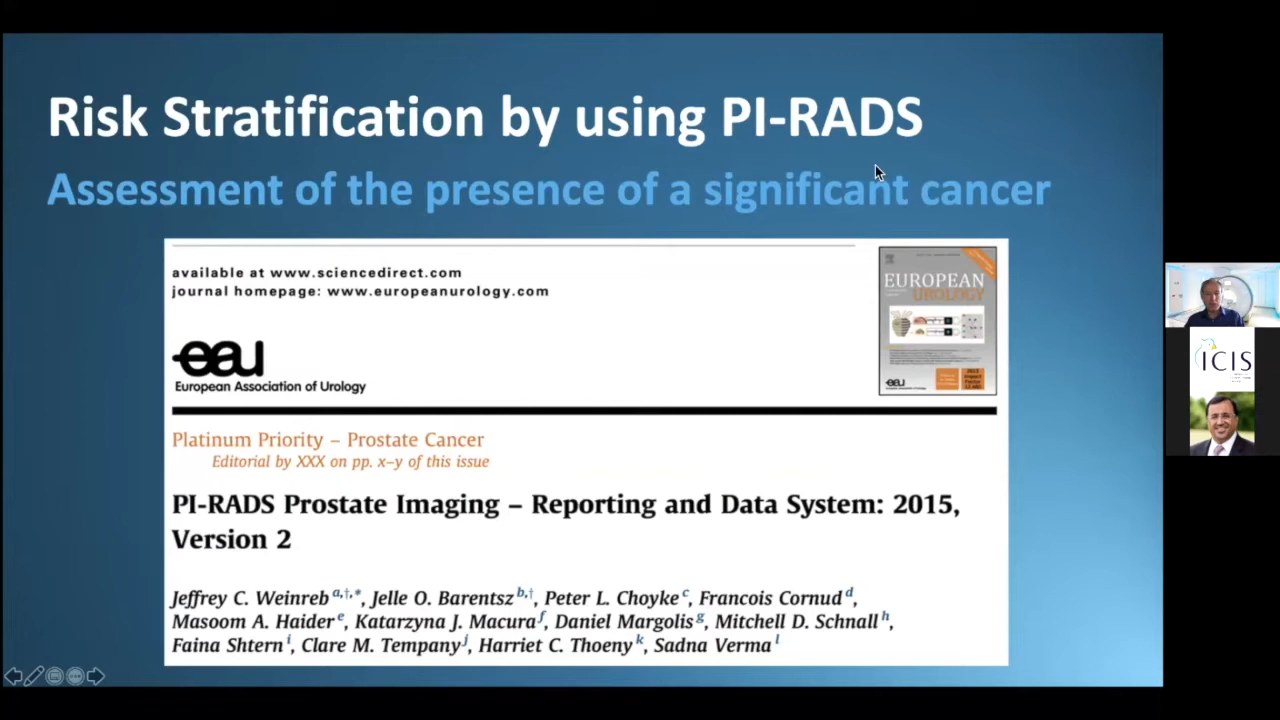 Risk Stratification by using PI-RADS
Assessment of the presence of a significant cancer
available at www.sciencedirect.com
journal homepage: www.europeanurology.com
EUROPEAN
UROLOGY
eau
eau
European Association of Urology
Platinum Priority – Prostate Cancer
Editorial by XXX on pp. x–y of this issue
PI-RADS Prostate Imaging – Reporting and Data System: 2015,
Version 2
Jeffrey C. Weinreb a,†,*, Jelle O. Barentsz b,†, Peter L. Choyke c, Francois Cornud d,
Masoom A. Haider e, Katarzyna J. Macura f, Daniel Margolis g, Mitchell D. Schnall h,
Faina Shtern i, Clare M. Tempany j, Harriet C. Thoeny k, Sadna Verma l
ICIS